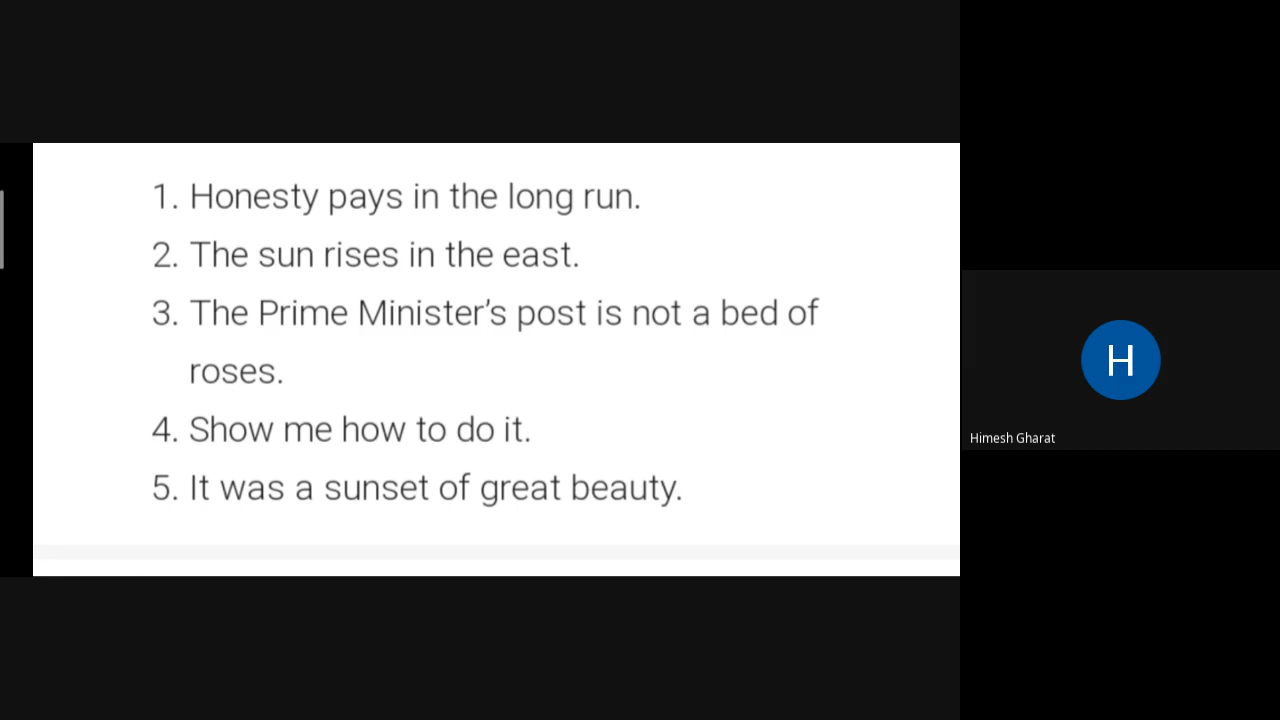 1. Honesty pays in the long run.
2. The sun rises in the east.
3. The Prime Minister’s post is not a bed of
roses.
4. Show me how to do it.
5. It was a sunset of great beauty.
H
Himesh Gharat